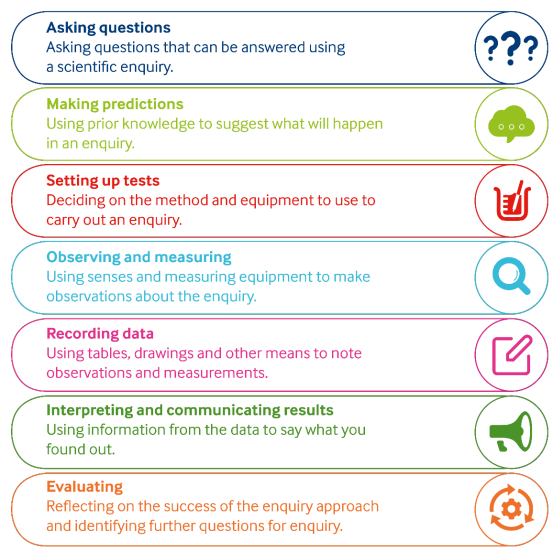 Asking questions
Asking questions that can be answered using
a scientific enquiry.
???
Making predictions
Using prior knowledge to suggest what will happen
in an enquiry.
Setting up tests
Deciding on the method and equipment to use to
carry out an enquiry.
Observing and measuring
Using senses and measuring equipment to make
observations about the enquiry.
Recording data
Using tables, drawings and other means to note
observations and measurements.
Interpreting and communicating results
Using information from the data to say what you
found out.
Evaluating
Reflecting on the success of the enquiry approach
and identifying further questions for enquiry.